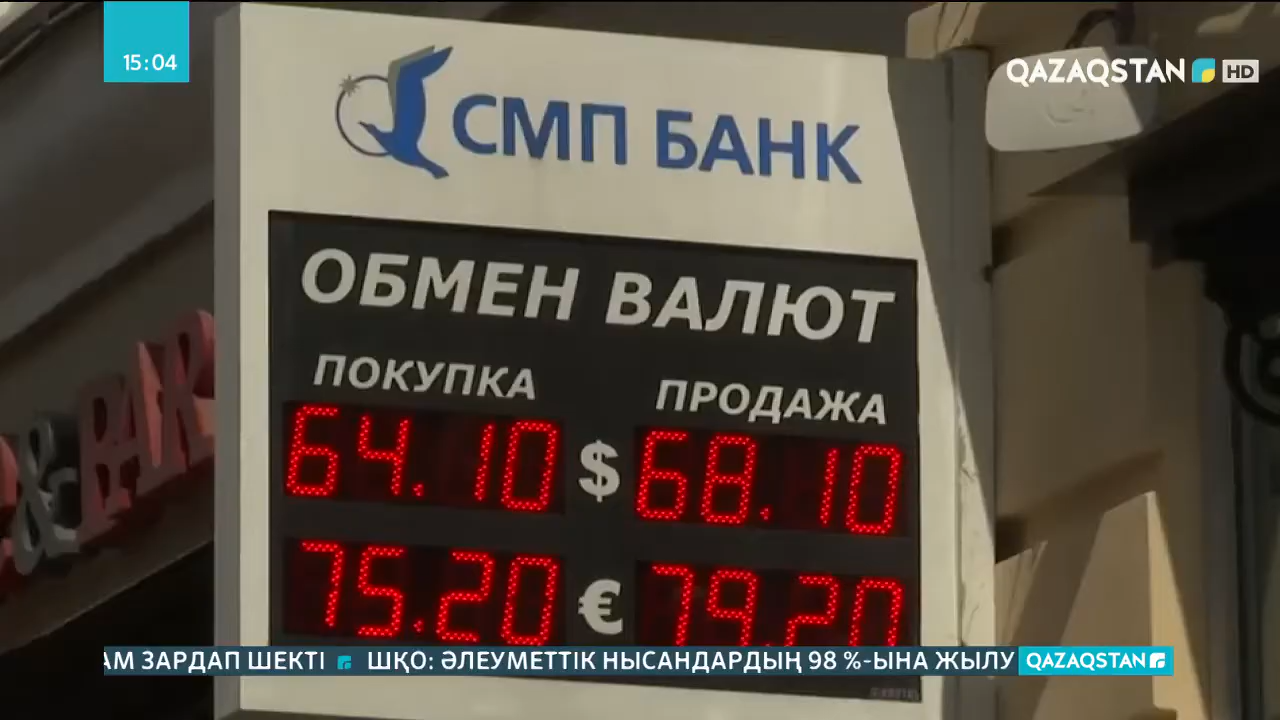 15:04
QAZAQSTAN HD
СМП БАНК
ОБМЕН ВАЛЮТ
ПОКУПКА ПРОДАЖА
64.10 $ 68.10
75.20 € 79.20
& BAR
АМ ЗАРДАП ШЕКТІ ШҚО: ӘЛЕУМЕТТІК НЫСАНДАРДЫҢ 98 %-ЫНА ЖЫЛУ QAZAQSTAN